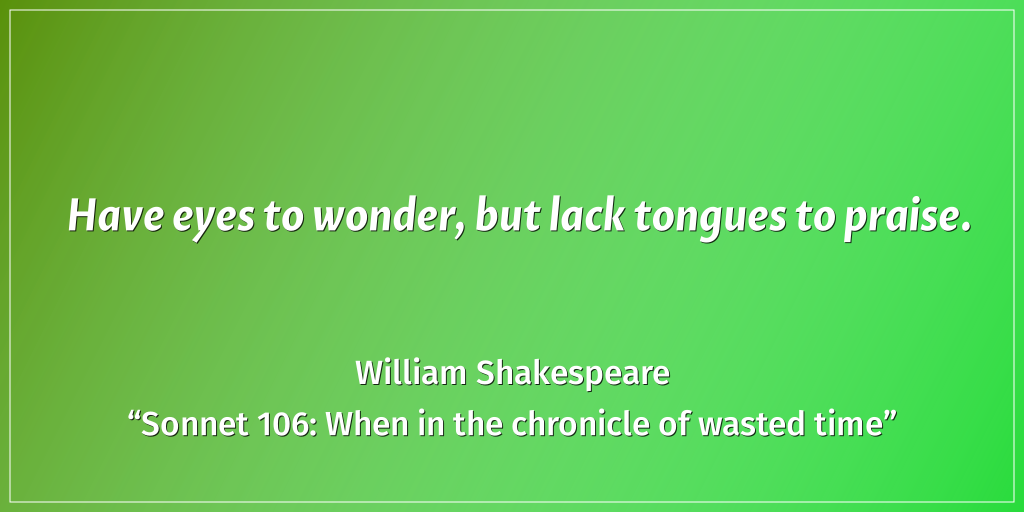 Have eyes to wonder, but lack tongues to praise.
William Shakespeare
“Sonnet 106: When in the chronicle of wasted time”